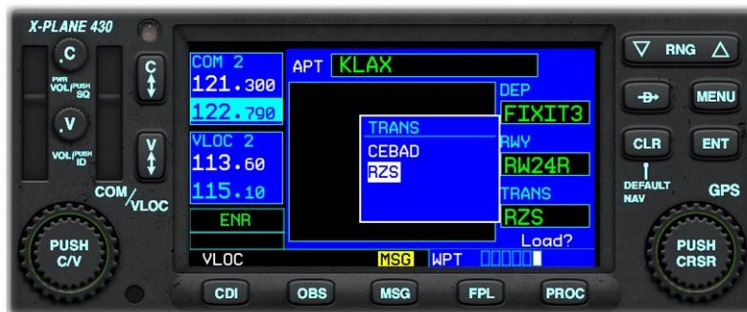 X-PLANE 430
.C
PWR
VOL/PUSH
SQ
.V
VOL/PUSH
ID
C
V
COM/VLOC
PUSH
C/V
COM 2
121.300
122.790
VLOC 2
113.60
115.10
ENR
VLOC
MSG
WPT
APT KLAX
DEP
FIXIT3
RWY
RW24R
TRANS
RZS
Load?
TRANS
CEBAD
RZS
RNG
D
MENU
CLR
ENT
DEFAULT
NAV
GPS
PUSH
CRSR
CDI
OBS
MSG
FPL
PROC